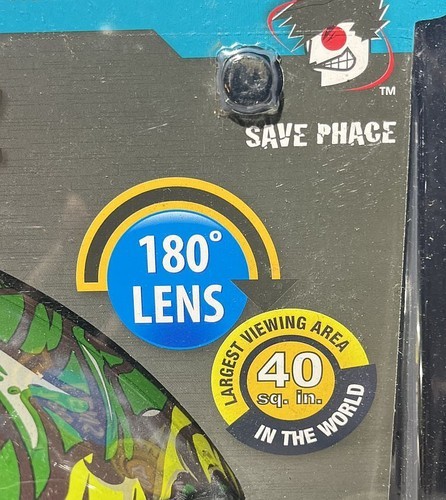 TM
SAVE PHACE
180°
LENS
LARGEST VIEWING AREA
40
sq. in.
IN THE WORLD